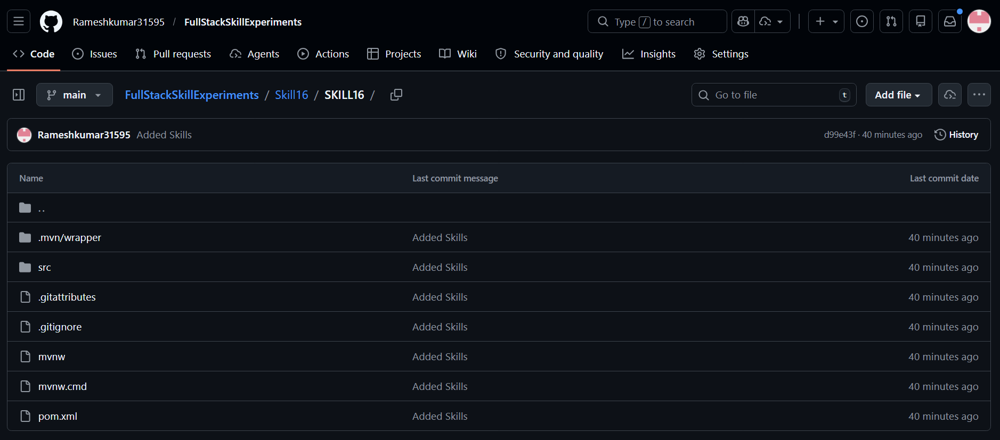 Rameshkumar31595 / FullStackSkillExperiments Type / to search
Code Issues Pull requests Agents Actions Projects Wiki Security and quality Insights Settings
main FullStackSkillExperiments / Skill16 / SKILL16 / Go to file t Add file
Rameshkumar31595 Added Skills d99e43f · 40 minutes ago History
Name Last commit message Last commit date
..
.mvn/wrapper Added Skills 40 minutes ago
src Added Skills 40 minutes ago
.gitattributes Added Skills 40 minutes ago
.gitignore Added Skills 40 minutes ago
mvnw Added Skills 40 minutes ago
mvnw.cmd Added Skills 40 minutes ago
pom.xml Added Skills 40 minutes ago